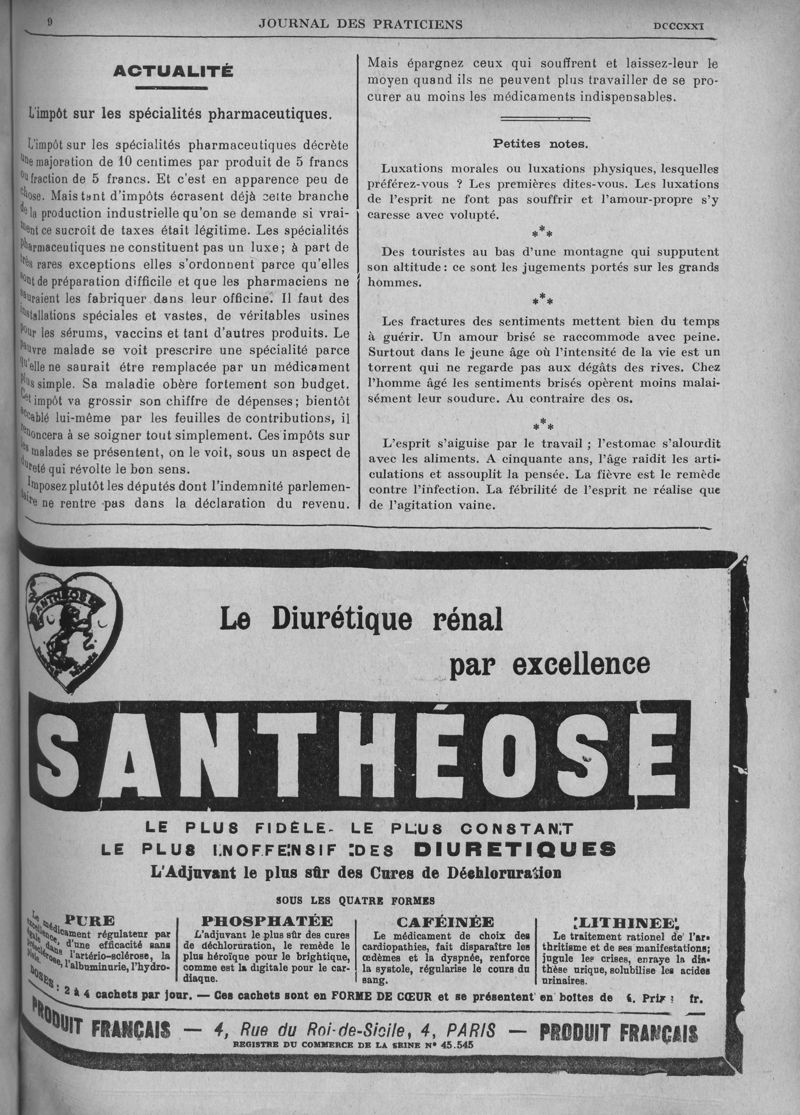 9
JOURNAL DES PRATICIENS
DCCCXXI
ACTUALITÉ
L'impôt sur les spécialités pharmaceutiques.
L'impôt sur les spécialités pharmaceutiques décrète
une majoration de 10 centimes par produit de 5 francs
ou fraction de 5 francs. Et c'est en apparence peu de
chose. Mais tant d'impôts écrasent déjà cette branche
de la production industrielle qu'on se demande si vrai-
ment ce sucroît de taxes était légitime. Les spécialités
pharmaceutiques ne constituent pas un luxe ; à part de
très rares exceptions elles s'ordonnent parce qu'elles
sont de préparation difficile et que les pharmaciens ne
sauraient les fabriquer dans leur officine. Il faut des
installations spéciales et vastes, de véritables usines
pour les sérums, vaccins et tant d'autres produits. Le
pauvre malade se voit prescrire une spécialité parce
qu'elle ne saurait être remplacée par un médicament
plus simple. Sa maladie obère fortement son budget.
Cet impôt va grossir son chiffre de dépenses ; bientôt
accablé lui-même par les feuilles de contributions, il
renoncera à se soigner tout simplement. Ces impôts sur
les malades se présentent, on le voit, sous un aspect de
dureté qui révolte le bon sens.
Imposez plutôt les députés dont l'indemnité parlemen-
taire ne rentre pas dans la déclaration du revenu.
Mais épargnez ceux qui souffrent et laissez-leur le
moyen quand ils ne peuvent plus travailler de se pro-
curer au moins les médicaments indispensables.
Petites notes.
Luxations morales ou luxations physiques, lesquelles
préférez-vous ? Les premières dites-vous. Les luxations
de l'esprit ne font pas souffrir et l'amour-propre s'y
caresse avec volupté.
***
Des touristes au bas d'une montagne qui supputent
son altitude : ce sont les jugements portés sur les grands
hommes.
***
Les fractures des sentiments mettent bien du temps
à guérir. Un amour brisé se raccommode avec peine.
Surtout dans le jeune âge où l'intensité de la vie est un
torrent qui ne regarde pas aux dégâts des rives. Chez
l'homme âgé les sentiments brisés opèrent moins malai-
sément leur soudure. Au contraire des os.
***
L'esprit s'aiguise par le travail ; l'estomac s'alourdit
avec les aliments. A cinquante ans, l'âge raidit les arti-
culations et assouplit la pensée. La fièvre est le remède
contre l'infection. La fébrilité de l'esprit ne réalise que
de l'agitation vaine.
SANTHÉOSE
Le Diurétique rénal
par excellence
SANTHÉOSE
LE PLUS FIDÈLE - LE PLUS CONSTANT
LE PLUS INOFFENSIF DES DIURETIQUES
L'Adjuvant le plus sûr des Cures de Déchloruration
SOUS LES QUATRE FORMES
PURE
Le médicament régulateur par
excellence, d'une efficacité sans
égale dans l'artério-sclérose, la
l'albuminurie, l'hydro-
PHOSPHATÉE
L'adjuvant le plus sûr des cures
de déchloruration, le remède le
plus héroïque pour le brightique,
comme est la digitale pour le car-
diaque.
CAFÉINÉE
Le médicament de choix des
cardiopathies, fait disparaître les
œdèmes et la dyspnée, renforce
la systole, régularise le cours du
sang.
LITHINEE
Le traitement rationel de l'ar-
thritisme et de ses manifestations;
jugule les crises, enraye la dia-
thèse urique, solubilise les acides
urinaires.
DOSES : 2 à 4 cachets par jour. — Ces cachets sont en FORME DE CŒUR et se présentent en boîtes de Prix : fr.
PRODUIT FRANÇAIS — 4, Rue du Roi-de-Sicile, 4, PARIS — PRODUIT FRANÇAIS
REGISTRE DU COMMERCE DE LA SEINE N° 45.545